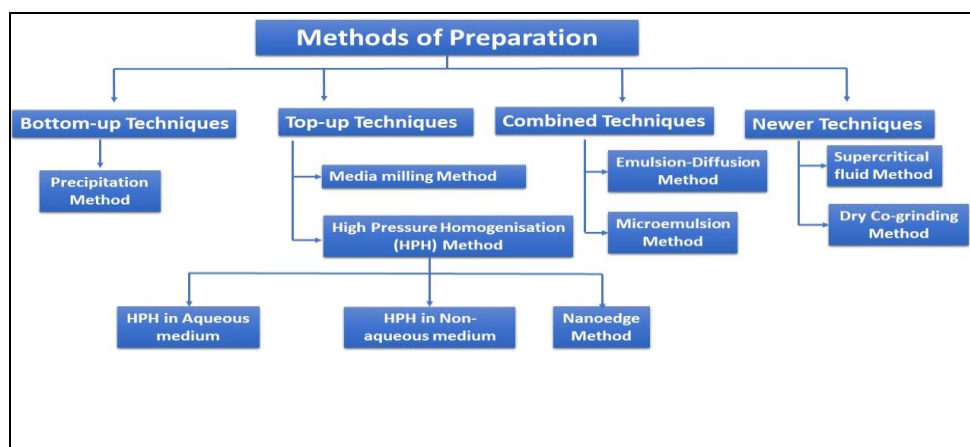 Methods of Preparation
Bottom-up Techniques
Top-up Techniques
Combined Techniques
Newer Techniques
Precipitation
Method
Media milling Method
High Pressure Homogenisation
(HPH) Method
Emulsion-Diffusion
Method
Microemulsion
Method
Supercritical
fluid Method
Dry Co-grinding
Method
HPH in Aqueous
medium
HPH in Non-
aqueous medium
Nanoedge
Method